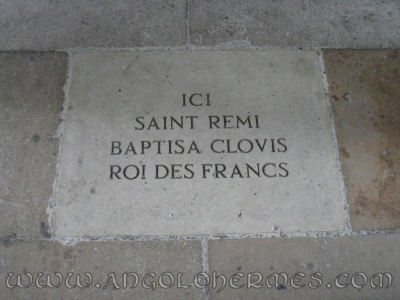 ICI
SAINT REMI
BAPTISA CLOVIS
ROI DES FRANCS
WWW.ANGOLOHERMES.COM